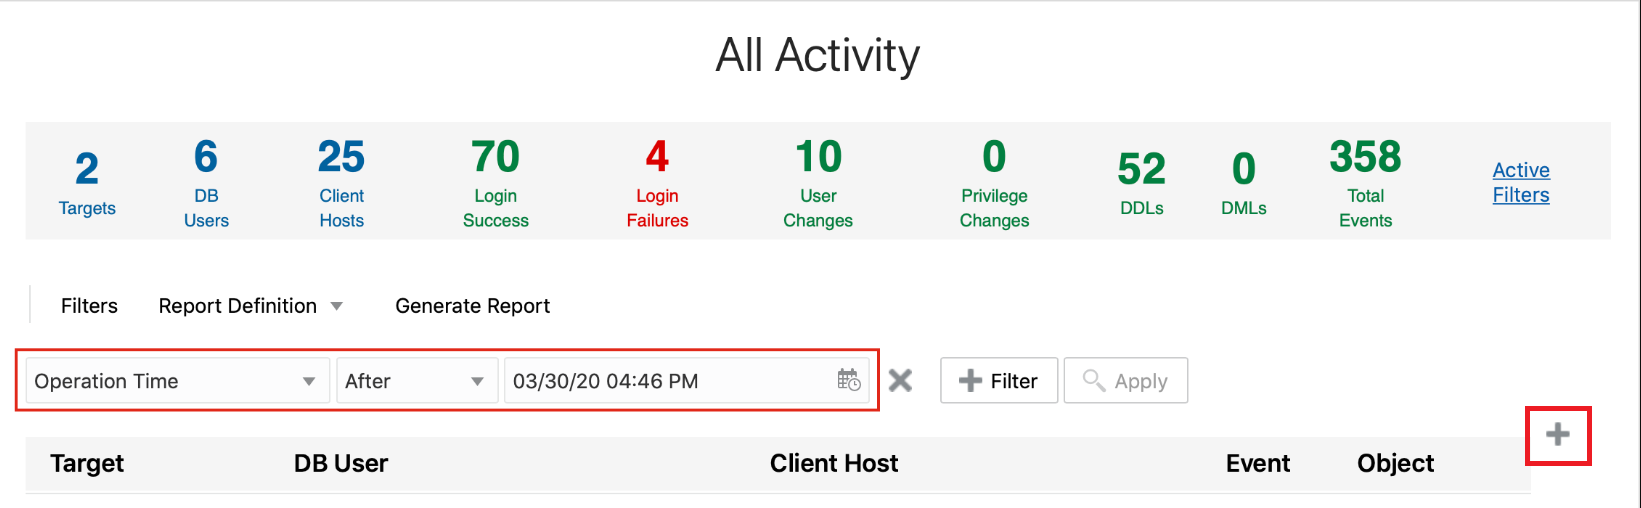 All Activity
2 6 25 70 4 10 0 52 0 358
Targets DB Users Client Hosts Login Success Login Failures User Changes Privilege Changes DDLs DMLs Total Events Active Filters
Filters Report Definition Generate Report
Operation Time After 03/30/20 04:46 PM Filter Apply
Target DB User Client Host Event Object